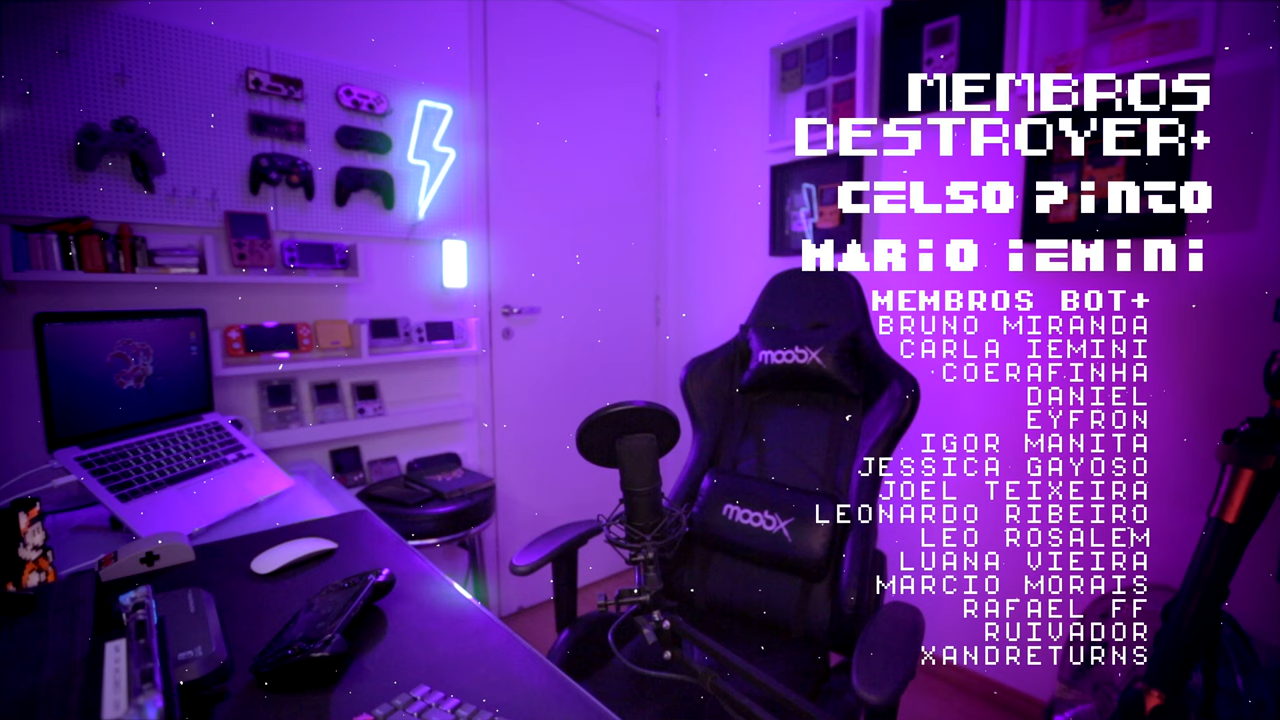 MEMBROS
DESTROYER+
CELSO PINTO
MARIO IEMINI
MEMBROS BOT+
BRUNO MIRANDA
CARLA IEMINI
COERAFINHA
DANIEL
EYFRON
IGOR MANITA
JESSICA GAYOSO
JOEL TEIXEIRA
LEONARDO RIBEIRO
LEO ROSALEM
LUANA VIEIRA
MARCIO MORAIS
RAFAEL FF
RUIVADOR
XANDRETURNS
moobx
moobx